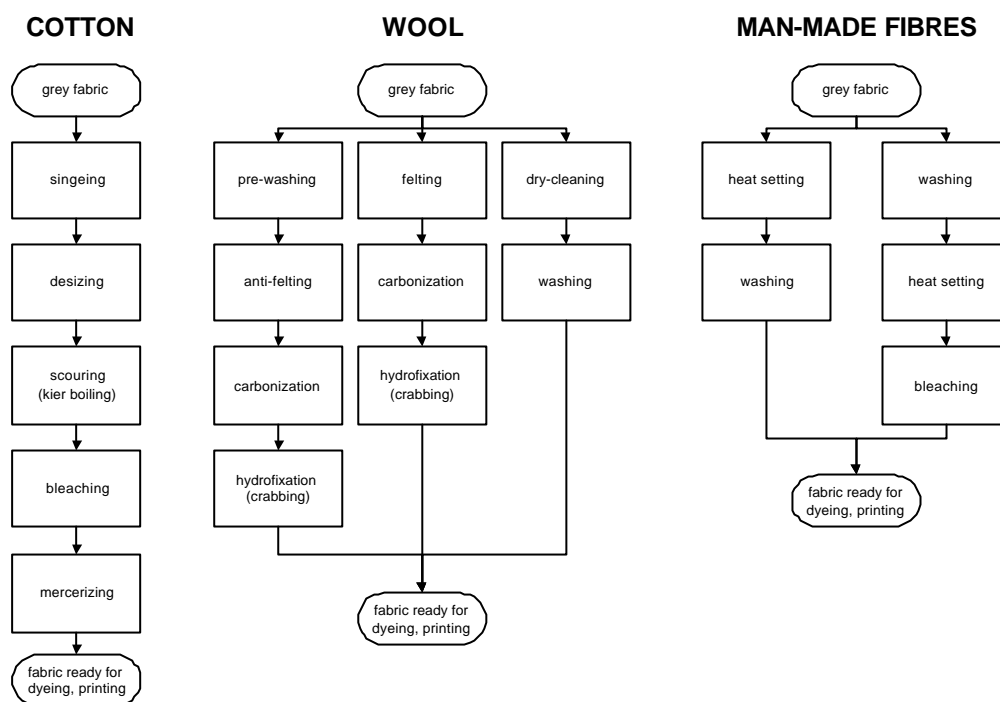 COTTON
grey fabric
singeing
desizing
scouring
(kier boiling)
bleaching
mercerizing
fabric ready for
dyeing, printing
WOOL
grey fabric
pre-washing
anti-felting
carbonization
hydrofixation
(crabbing)
felting
carbonization
hydrofixation
(crabbing)
dry-cleaning
washing
fabric ready for
dyeing, printing
MAN-MADE FIBRES
grey fabric
heat setting
washing
washing
heat setting
bleaching
fabric ready for
dyeing, printing